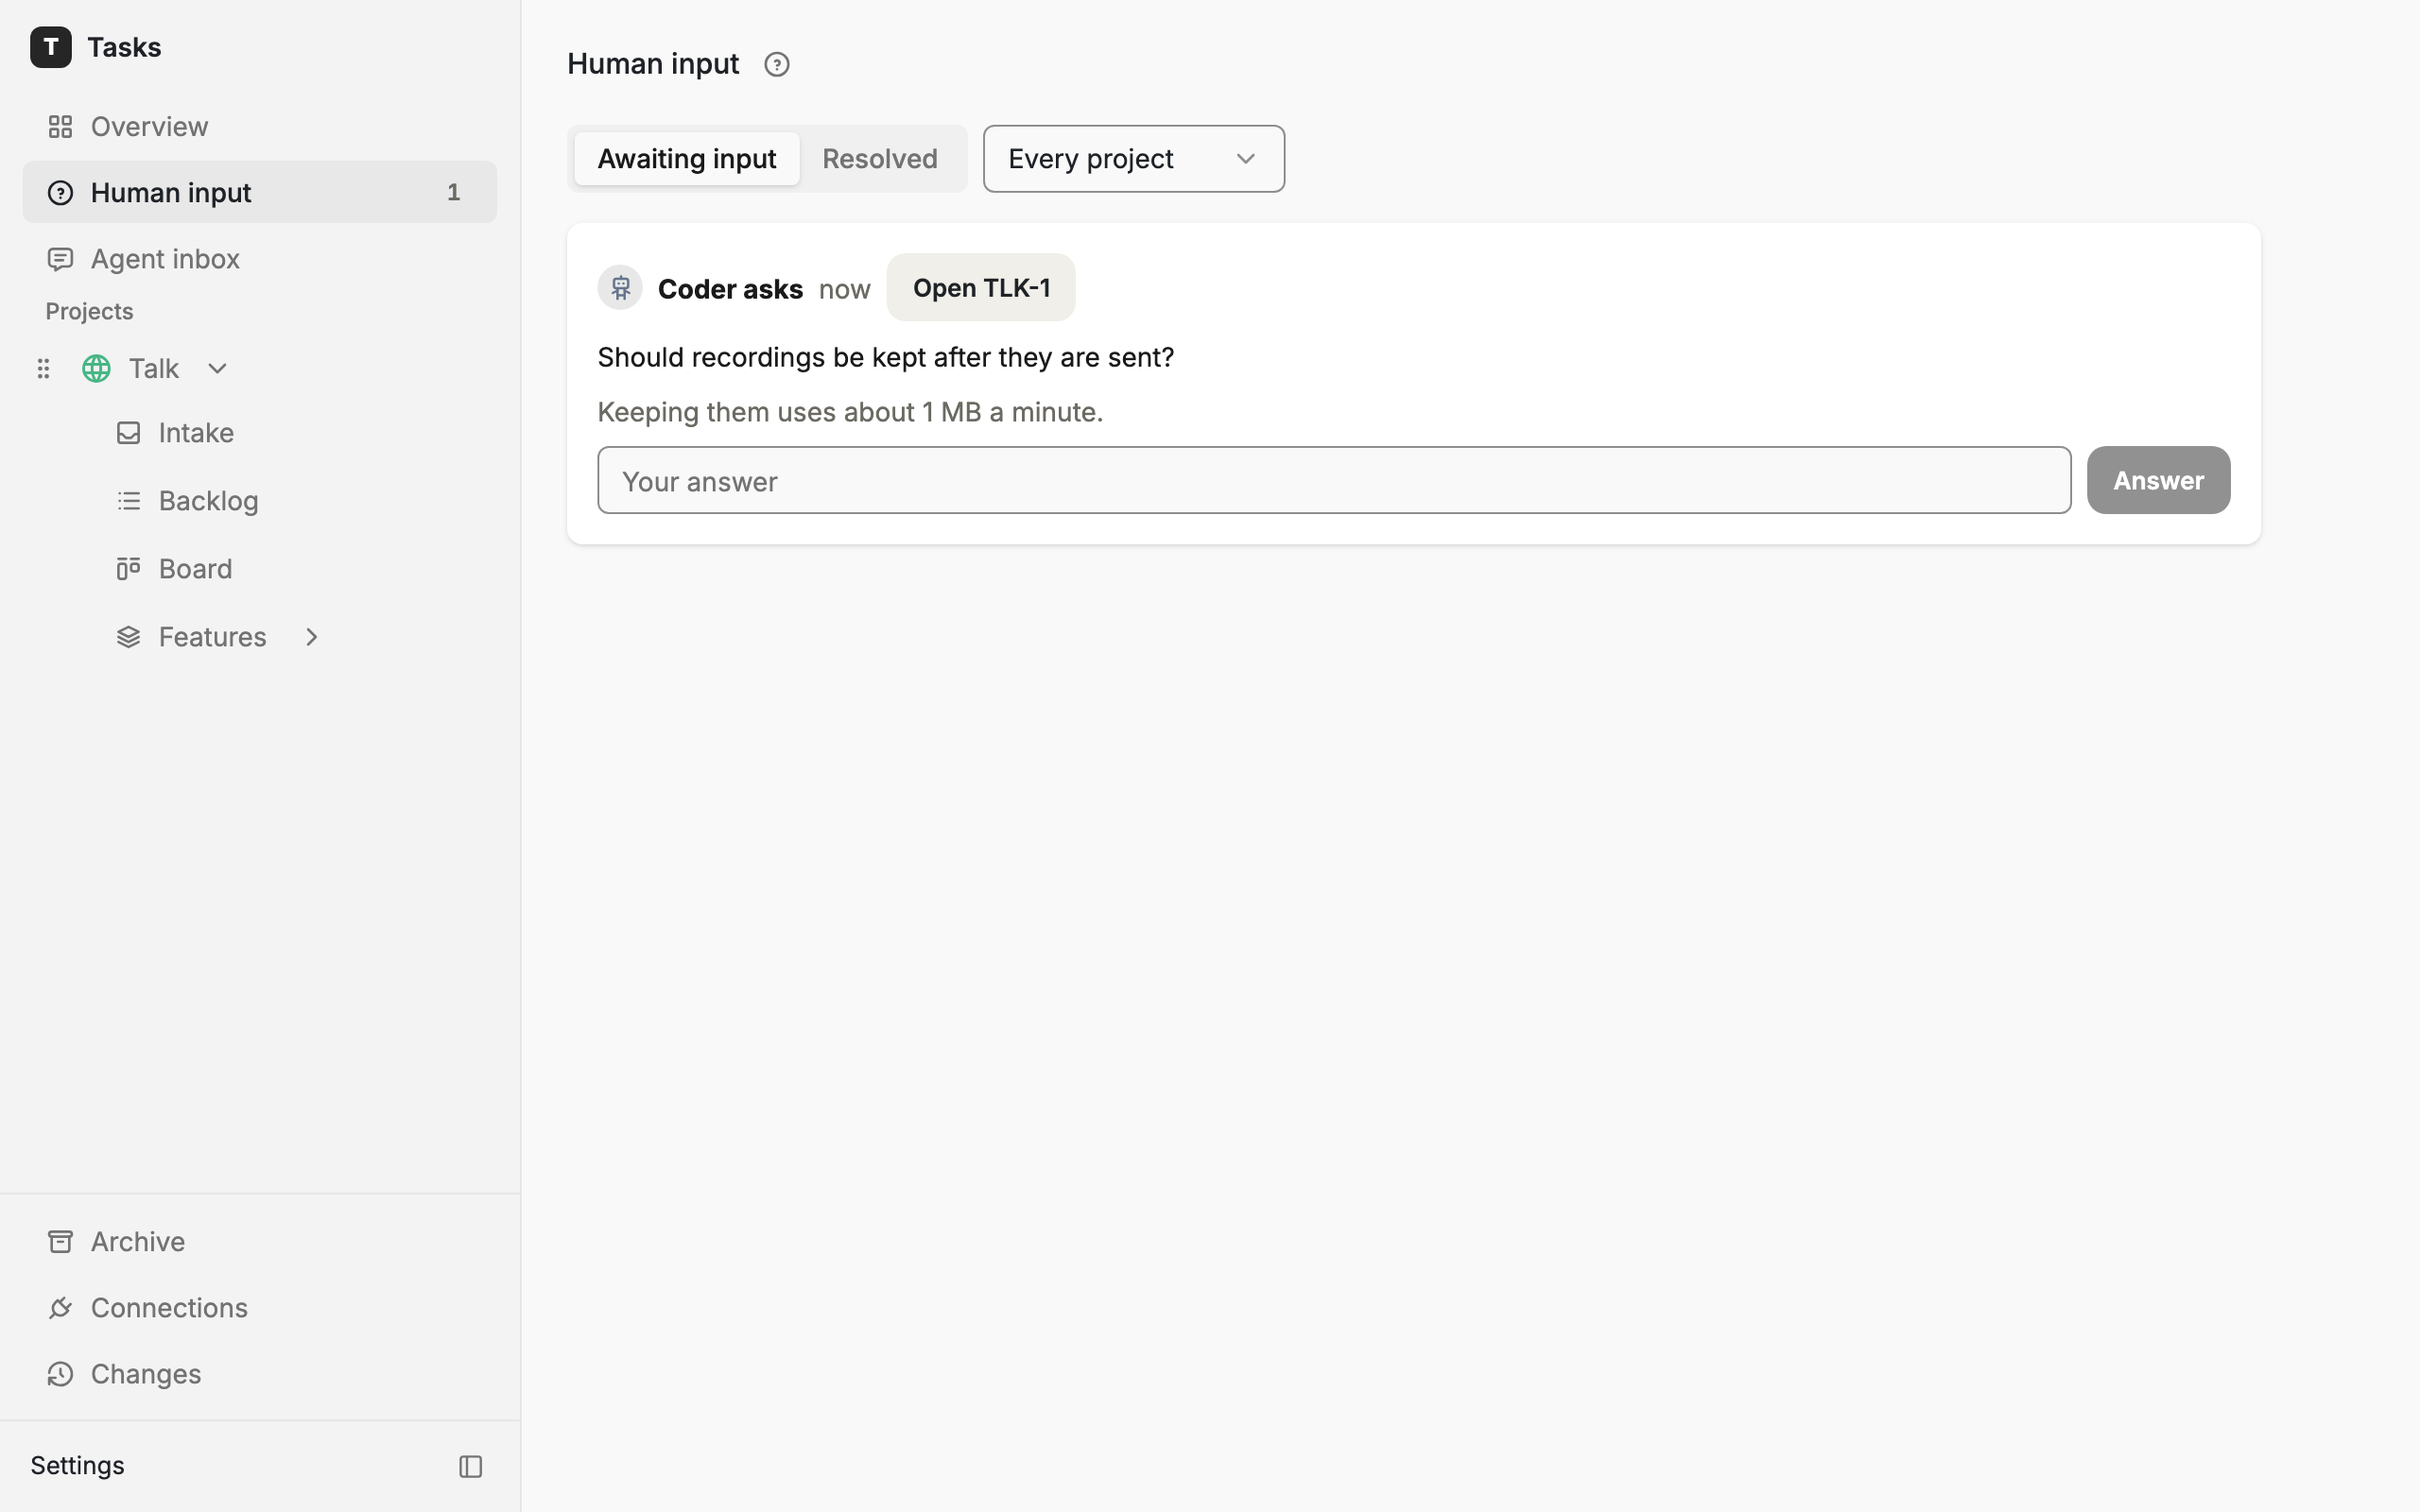 T Tasks
Overview
Human input 1
Agent inbox
Projects
Talk
Intake
Backlog
Board
Features
Archive
Connections
Changes
Settings
Human input ?
Awaiting input Resolved Every project
Coder asks now Open TLK-1
Should recordings be kept after they are sent?
Keeping them uses about 1 MB a minute.
Your answer Answer